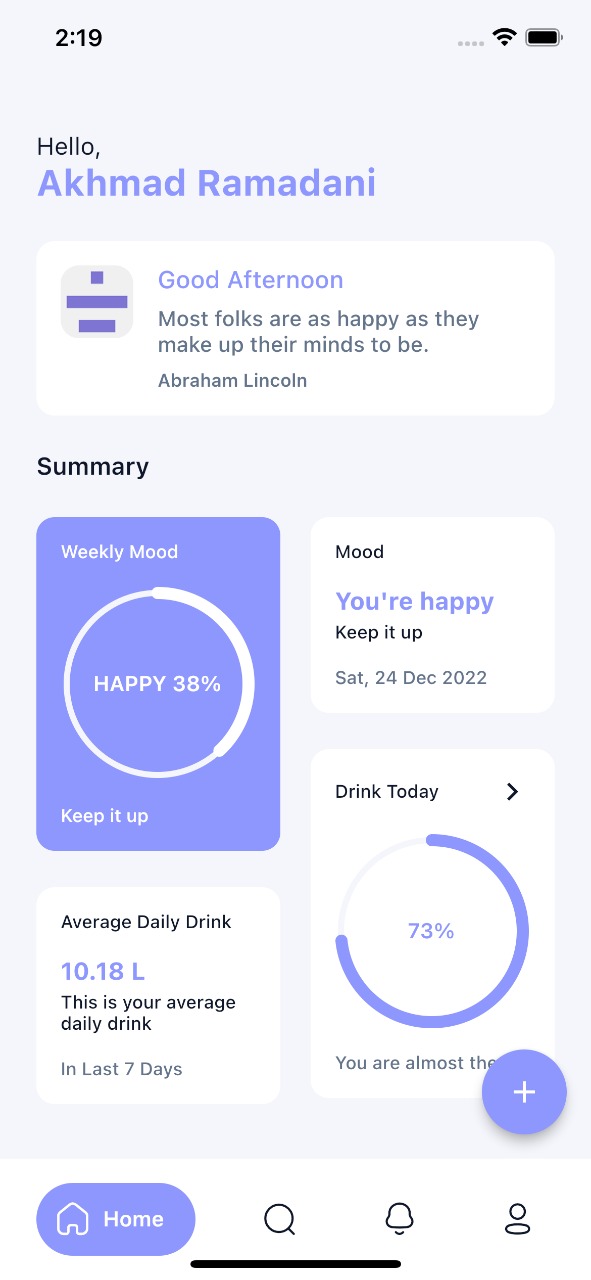 2:19
Hello,
Akhmad Ramadani
Good Afternoon
Most folks are as happy as they
make up their minds to be.
Abraham Lincoln
Summary
Weekly Mood
HAPPY 38%
Keep it up
Mood
You're happy
Keep it up
Sat, 24 Dec 2022
Drink Today
73%
You are almost
Average Daily Drink
10.18 L
This is your average
daily drink
In Last 7 Days
Home